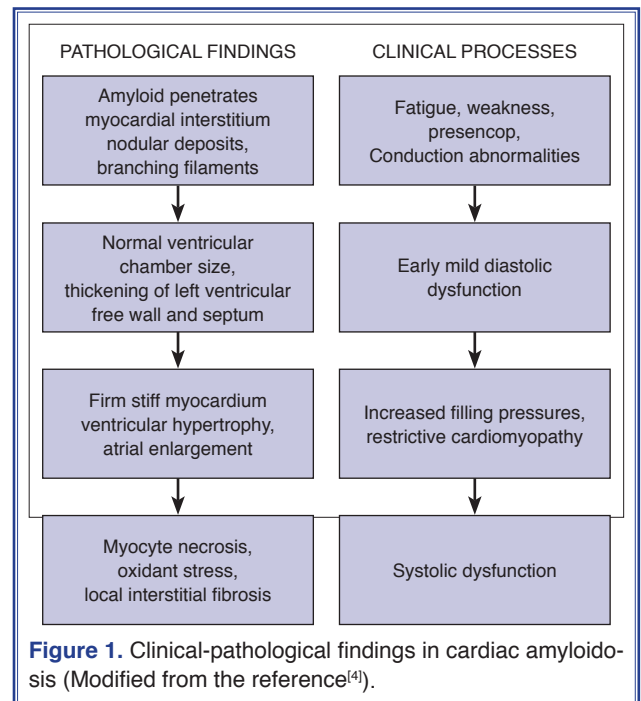 PATHOLOGICAL FINDINGS
CLINICAL PROCESSES
Amyloid penetrates
myocardial interstitium
nodular deposits,
branching filaments
Fatigue, weakness,
presencop,
Conduction abnormalities
Normal ventricular
chamber size,
thickening of left ventricular
free wall and septum
Early mild diastolic
dysfunction
Firm stiff myocardium
ventricular hypertrophy,
atrial enlargement
Increased filling pressures,
restrictive cardiomyopathy
Myocyte necrosis,
oxidant stress,
local interstitial fibrosis
Systolic dysfunction
Figure 1. Clinical-pathological findings in cardiac amyloido-
sis (Modified from the reference[4]).